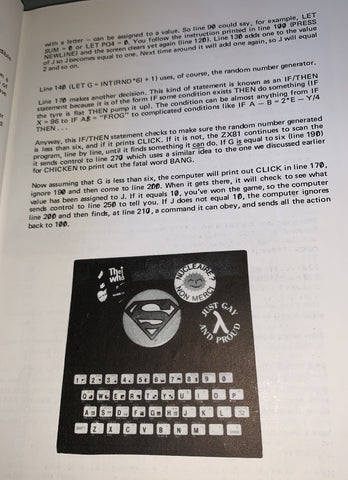 with a letter — can be assigned to a value. So line 90 could say, for example, LET
SUM = 0 or LET PQ4 = 0. You follow the instruction printed in line 100 (PRESS
NEWLINE) and the screen clears yet again (line 120). Line 130 adds one to the value
of J so J becomes equal to one. Next time around it will add one again, so J will equal
2 and so on.
Line 140 (LET G = INT(RND*6) + 1) uses, of course, the random number generator.
Line 170 makes another decision. This kind of statement is known as an IF/THEN
statement because it is of the form IF some condition exists THEN do something (IF
the tyre is flat THEN pump it up). The condition can be almost anything from IF
X = B6 to IF A$ = "FROG" to complicated conditions like IF A – B = 2*E – Y/4
THEN . . .
Anyway, this IF/THEN statement checks to make sure the random number generated
is less than six, and if it prints CLICK. If it is not, the ZX81 continues to scan the
program, line by line, until it finds something it can do. If G is equal to six (line 190)
it sends control to line 270 which uses a similar idea to the one we discussed earlier
for CHICKEN to print out the fatal word BANG.
Now assuming that G is less than six, the computer will print out CLICK in line 170,
ignore 190 and then come to line 200. When it gets there, it will check to see what
value has been assigned to J. If it equals 10, you've won the game, so the computer
sends control to line 250 to tell you. If J does not equal 10, the computer ignores
line 200 and then finds, at line 210, a command it can obey, and sends all the action
back to 100.
The Who
NUCLEAIRE?
NON MERCI
JUST GAY
AND PROUD
λ
1 2 3 4 5 6 7 8 9 0
Q W E R T Y U I O P
A S D F G H J K L
Z X C V B N M